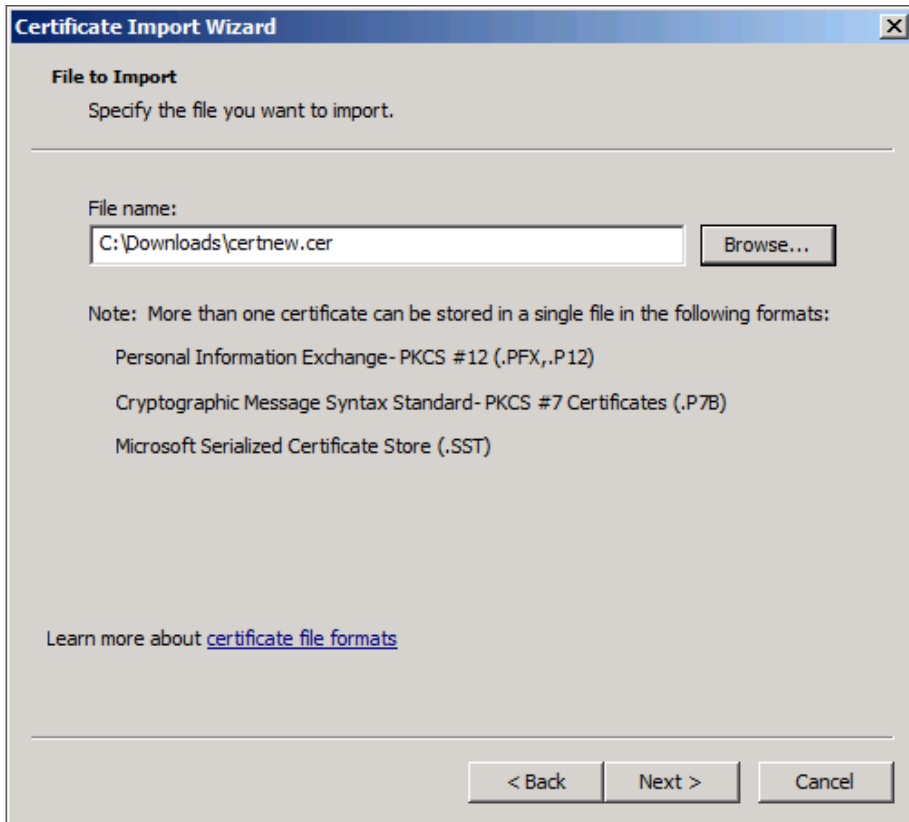 Certificate Import Wizard
File to Import
Specify the file you want to import.
File name:
C:\Downloads\certnew.cer
Browse...
Note: More than one certificate can be stored in a single file in the following formats:
Personal Information Exchange- PKCS #12 (.PFX,.P12)
Cryptographic Message Syntax Standard- PKCS #7 Certificates (.P7B)
Microsoft Serialized Certificate Store (.SST)
Learn more about certificate file formats
< Back Next > Cancel